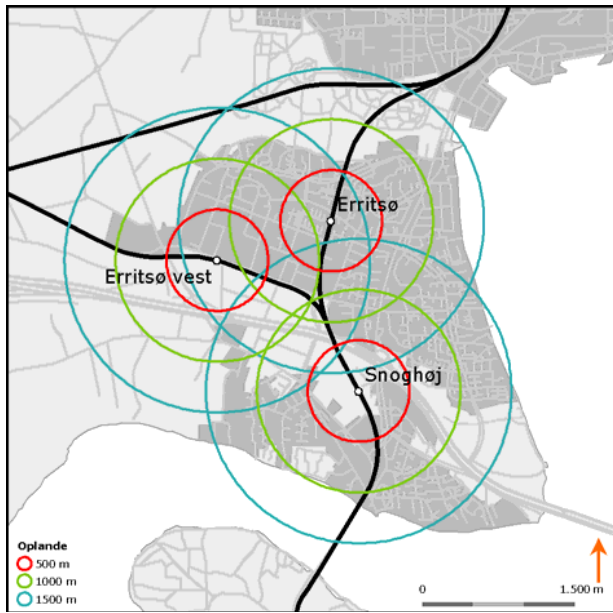 Erritsø
Erritsø vest
Snoghøj
Oplande
500 m
1000 m
1500 m
0
1.500 m